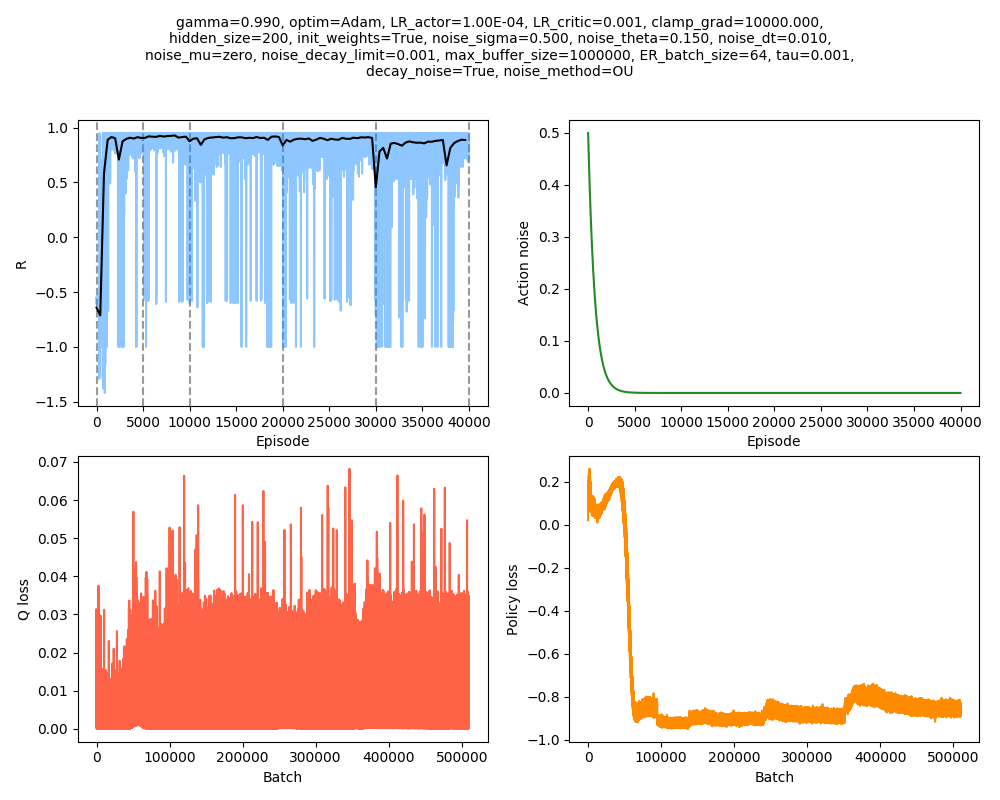 gamma=0.990, optim=Adam, LR_actor=1.00E-04, LR_critic=0.001, clamp_grad=10000.000,
hidden_size=200, init_weights=True, noise_sigma=0.500, noise_theta=0.150, noise_dt=0.010,
noise_mu=zero, noise_decay_limit=0.001, max_buffer_size=1000000, ER_batch_size=64, tau=0.001,
decay_noise=True, noise_method=OU
R
1.0
0.5
0.0
−0.5
−1.0
−1.5
0 5000 10000 15000 20000 25000 30000 35000 40000
Episode
Action noise
0.5
0.4
0.3
0.2
0.1
0.0
0 5000 10000 15000 20000 25000 30000 35000 40000
Episode
Q loss
0.07
0.06
0.05
0.04
0.03
0.02
0.01
0.00
0 100000 200000 300000 400000 500000
Batch
Policy loss
0.2
0.0
−0.2
−0.4
−0.6
−0.8
−1.0
0 100000 200000 300000 400000 500000
Batch